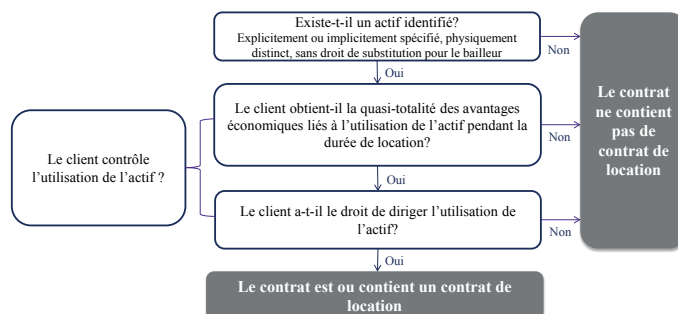 Existe-t-il un actif identifié?
Explicitement ou implicitement spécifié, physiquement
distinct, sans droit de substitution pour le bailleur
Non
Oui
Le client obtient-il la quasi-totalité des avantages
économiques liés à l’utilisation de l’actif pendant la
durée de location?
Non
Oui
Le client contrôle
l’utilisation de l’actif ?
Le client a-t-il le droit de diriger l’utilisation de
l’actif?
Non
Oui
Le contrat
ne contient
pas de
contrat de
location
Le contrat est ou contient un contrat de
location